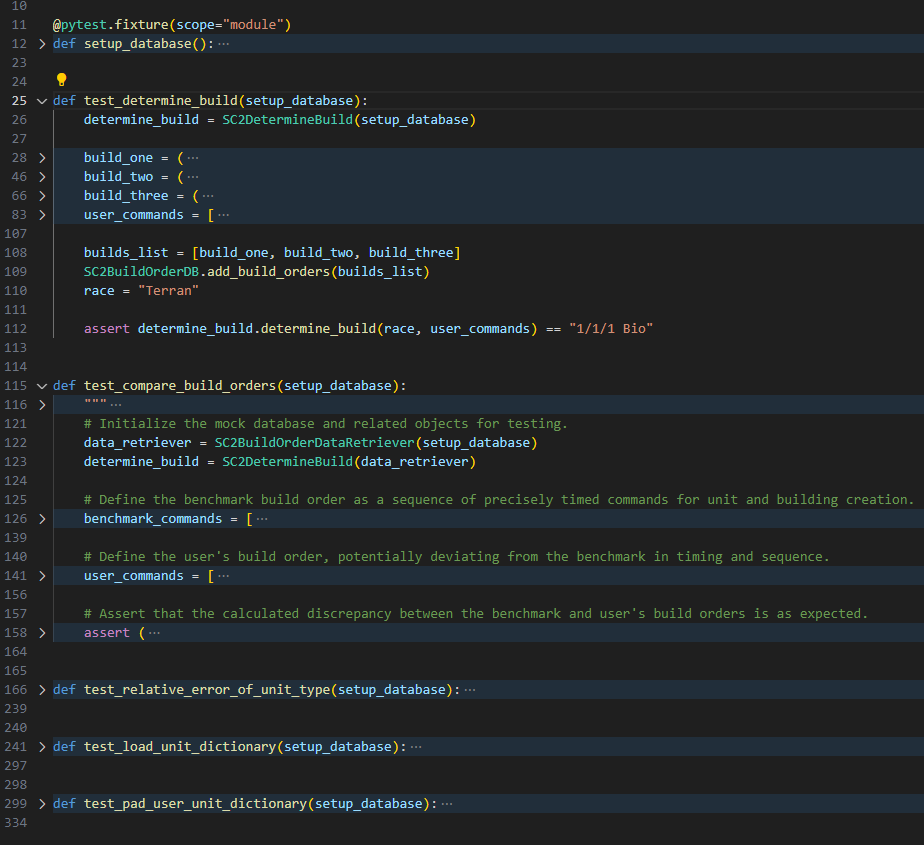 10
11 @pytest.fixture(scope="module")
12 > def setup_database(): ···
23
24
25 def test_determine_build(setup_database):
26 determine_build = SC2DetermineBuild(setup_database)
27
28 > build_one = ( ···
46 > build_two = ( ···
66 > build_three = ( ···
83 > user_commands = [ ···
107
108 builds_list = [build_one, build_two, build_three]
109 SC2BuildOrderDB.add_build_orders(builds_list)
110 race = "Terran"
111
112 assert determine_build.determine_build(race, user_commands) == "1/1/1 Bio"
113
114
115 def test_compare_build_orders(setup_database):
116 > """ ···
121 # Initialize the mock database and related objects for testing.
122 data_retriever = SC2BuildOrderDataRetriever(setup_database)
123 determine_build = SC2DetermineBuild(data_retriever)
124
125 # Define the benchmark build order as a sequence of precisely timed commands for unit and building creation.
126 > benchmark_commands = [ ···
139
140 # Define the user's build order, potentially deviating from the benchmark in timing and sequence.
141 > user_commands = [ ···
156
157 # Assert that the calculated discrepancy between the benchmark and user's build orders is as expected.
158 > assert ( ···
164
165
166 > def test_relative_error_of_unit_type(setup_database): ···
239
240
241 > def test_load_unit_dictionary(setup_database): ···
297
298
299 > def test_pad_user_unit_dictionary(setup_database): ···
334